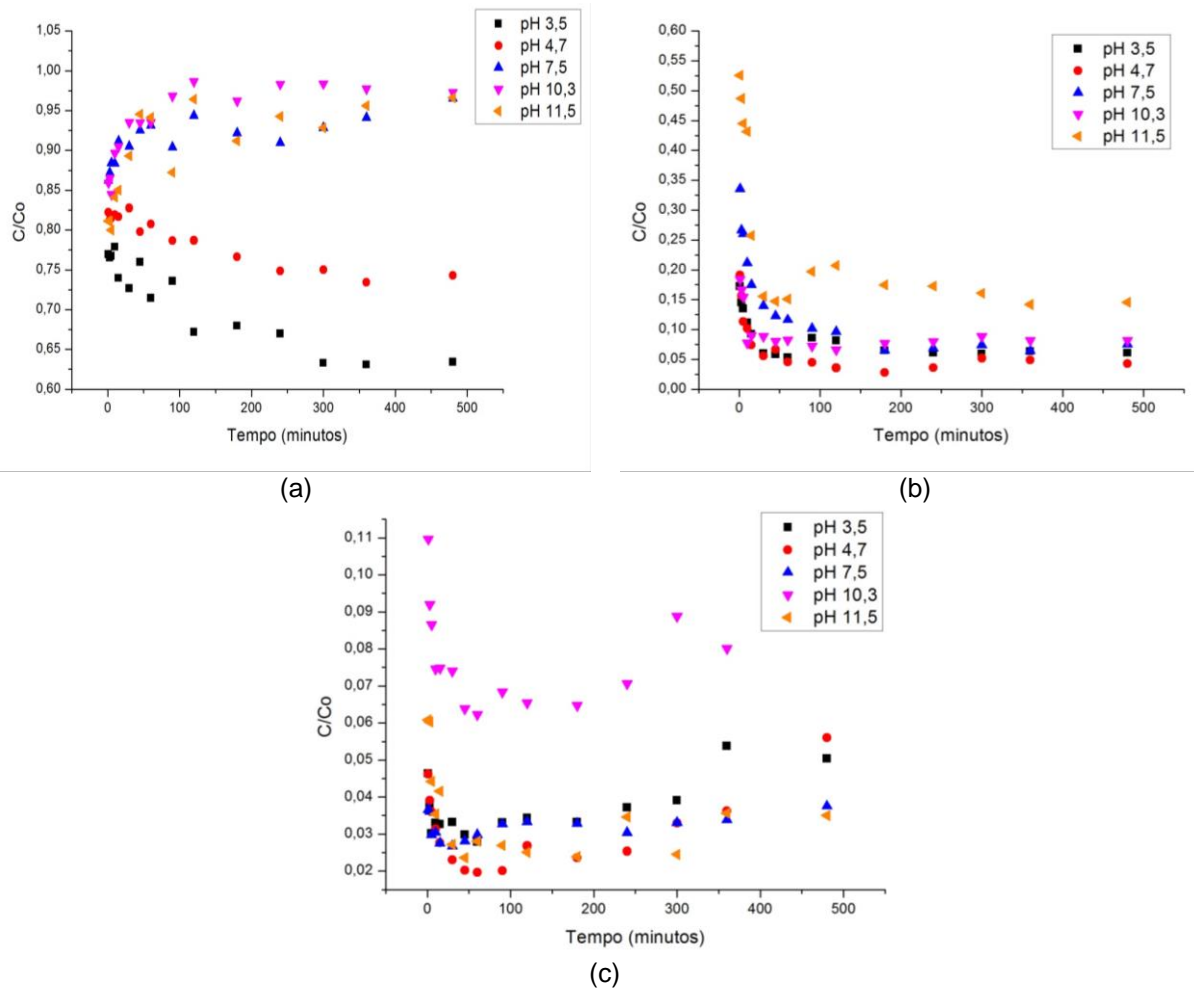 1,05
1,00
0,95
0,90
0,85
0,80
0,75
0,70
0,65
0,60
C/Co
0
100
200
300
400
500
Tempo (minutos)
pH 3,5
pH 4,7
pH 7,5
pH 10,3
pH 11,5
(a)
0,60
0,55
0,50
0,45
0,40
0,35
0,30
0,25
0,20
0,15
0,10
0,05
0,00
C/Co
0
100
200
300
400
500
Tempo (minutos)
pH 3,5
pH 4,7
pH 7,5
pH 10,3
pH 11,5
(b)
0,11
0,10
0,09
0,08
0,07
0,06
0,05
0,04
0,03
0,02
C/Co
0
100
200
300
400
500
Tempo (minutos)
pH 3,5
pH 4,7
pH 7,5
pH 10,3
pH 11,5
(c)